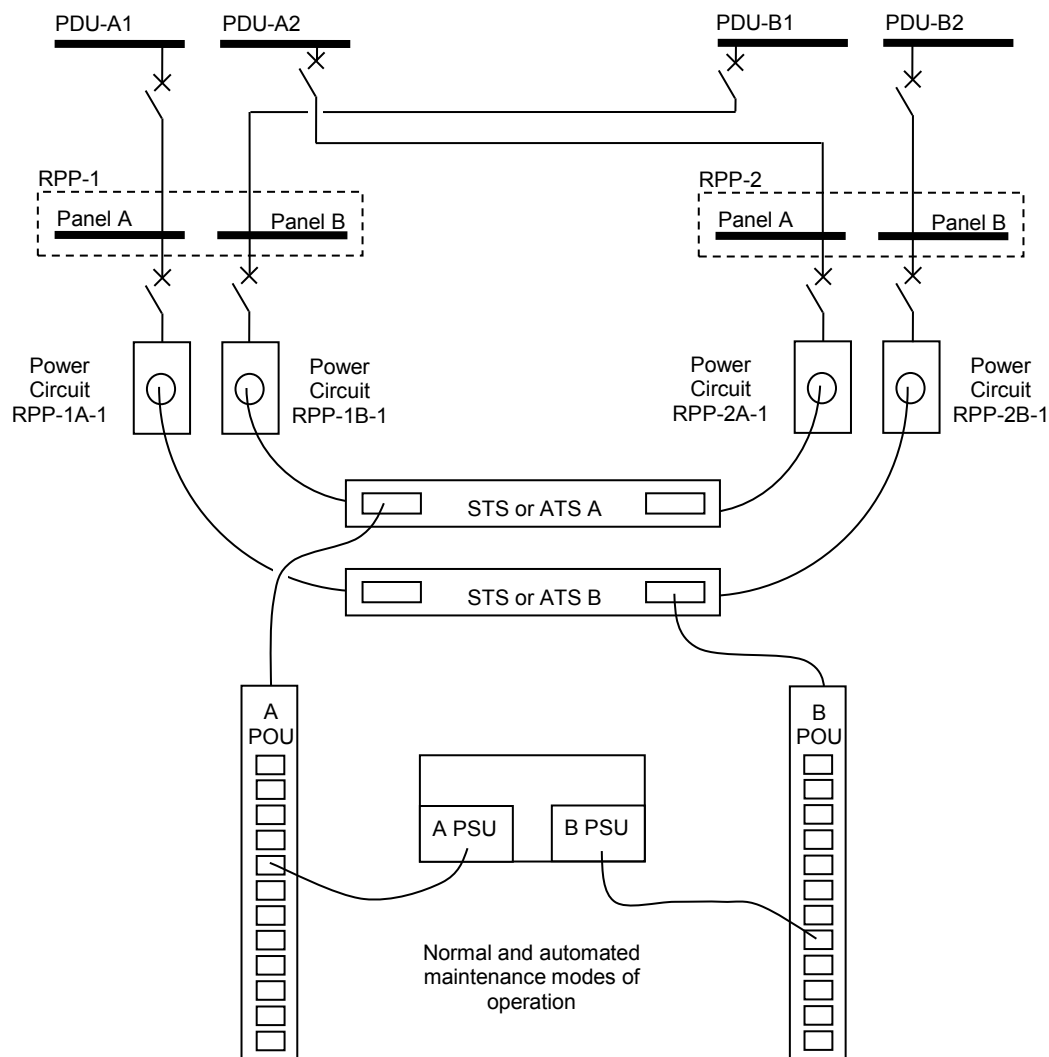 PDU-A1
PDU-A2
PDU-B1
PDU-B2
RPP-1
RPP-2
Panel A
Panel B
Panel A
Panel B
Power
Circuit
RPP-1A-1
Power
Circuit
RPP-1B-1
Power
Circuit
RPP-2A-1
Power
Circuit
RPP-2B-1
STS or ATS A
STS or ATS B
A
POU
B
POU
A PSU
B PSU
Normal and automated
maintenance modes of
operation